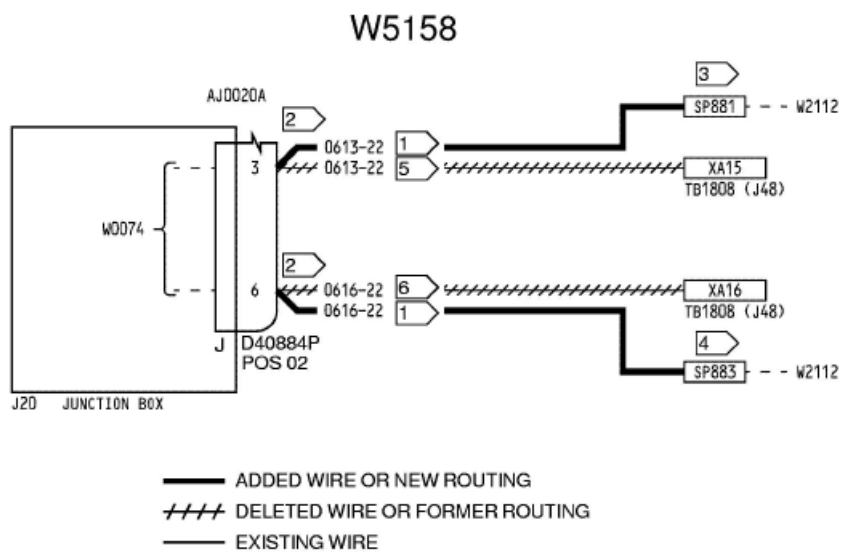 W5158
3
AJ0020A
SP881 W2112
2
0613-22 1
3 0613-22 5 XA15
TB1808 (J48)
W0074
2
6 0616-22 6 XA16
0616-22 1 TB1808 (J48)
J D40884P
POS 02
4
SP883 W2112
J20 JUNCTION BOX
ADDED WIRE OR NEW ROUTING
DELETED WIRE OR FORMER ROUTING
EXISTING WIRE